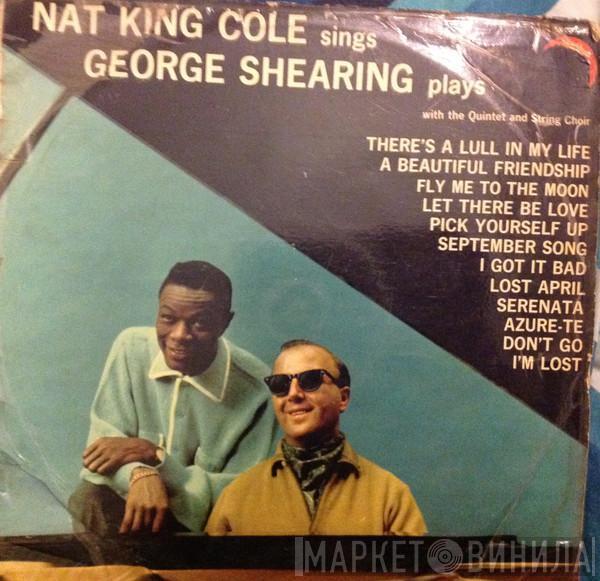 NAT KING COLE sings
GEORGE SHEARING plays
with the Quintet and String Choir
THERE'S A LULL IN MY LIFE
A BEAUTIFUL FRIENDSHIP
FLY ME TO THE MOON
LET THERE BE LOVE
PICK YOURSELF UP
SEPTEMBER SONG
I GOT IT BAD
LOST APRIL
SERENATA
AZURE-TE
DON'T GO
I'M LOST
МАРКЕТ ВИНИЛА